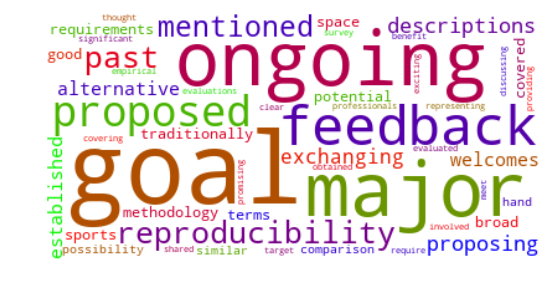 thought
requirements
significant
mentioned
space
survey
descriptions
benefit
good
past
empirical
ongoing
exciting
discussing
covered
providing
alternative
evaluations
potential
proposed
clear
professionals
representing
feedback
traditionally
covering
goal
promising
exchanging
obtained
evaluated
welcomes
established
major
meet
methodology
terms
hand
sports
reproducibility
involved
broad
possibility
shared
similar
target
comparison
require
proposing